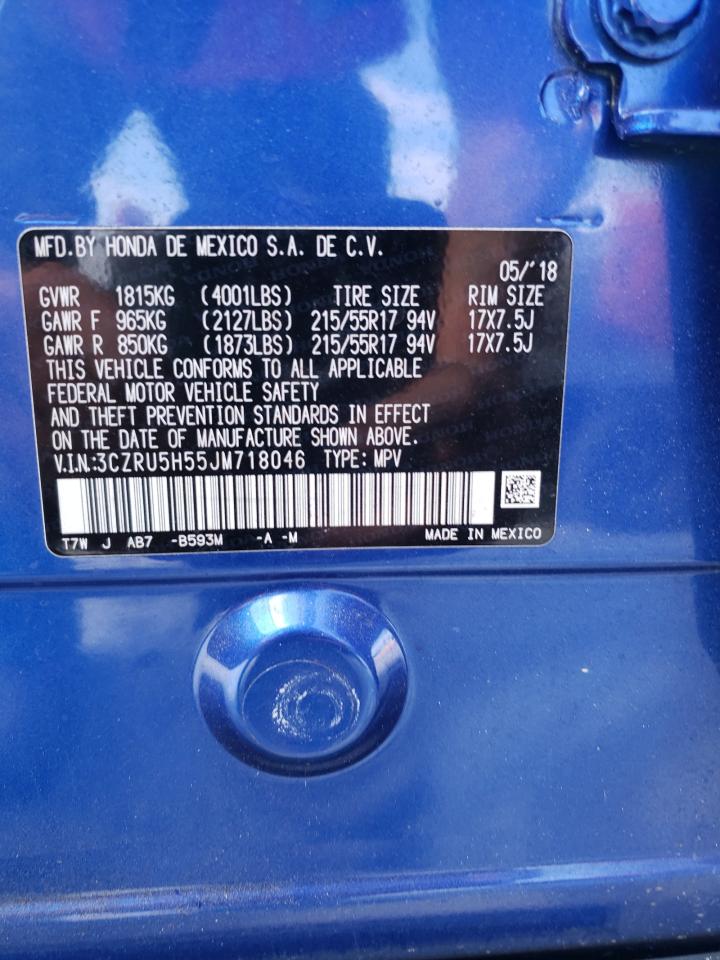 MFD.BY HONDA DE MEXICO S.A. DE C.V.
05/18
GVWR 1815KG (4001LBS) TIRE SIZE RIM SIZE
GAWR F 965KG (2127LBS) 215/55R17 94V 17X7.5J
GAWR R 850KG (1873LBS) 215/55R17 94V 17X7.5J
THIS VEHICLE CONFORMS TO ALL APPLICABLE
FEDERAL MOTOR VEHICLE SAFETY
AND THEFT PREVENTION STANDARDS IN EFFECT
ON THE DATE OF MANUFACTURE SHOWN ABOVE.
V.I.N:3CZRU5H55JM718046 TYPE: MPV
T7W J AB7 -B593M -A -M MADE IN MEXICO